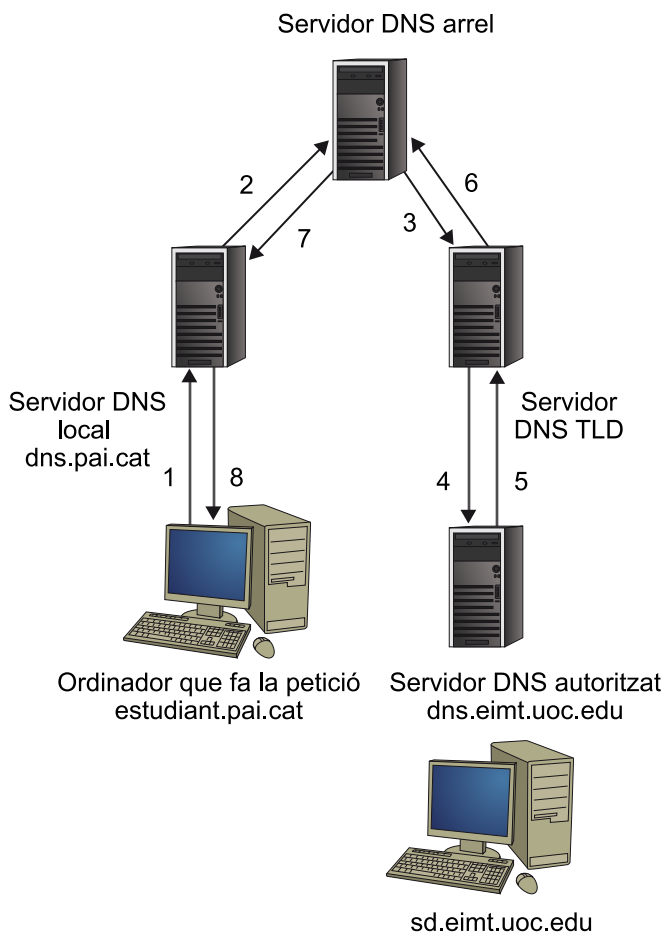 Servidor DNS arrel
2
7
3
6
Servidor DNS
local
dns.pai.cat
Servidor
DNS TLD
1
8
4
5
Ordinador que fa la petició
estudiant.pai.cat
Servidor DNS autoritzat
dns.eimt.uoc.edu
sd.eimt.uoc.edu